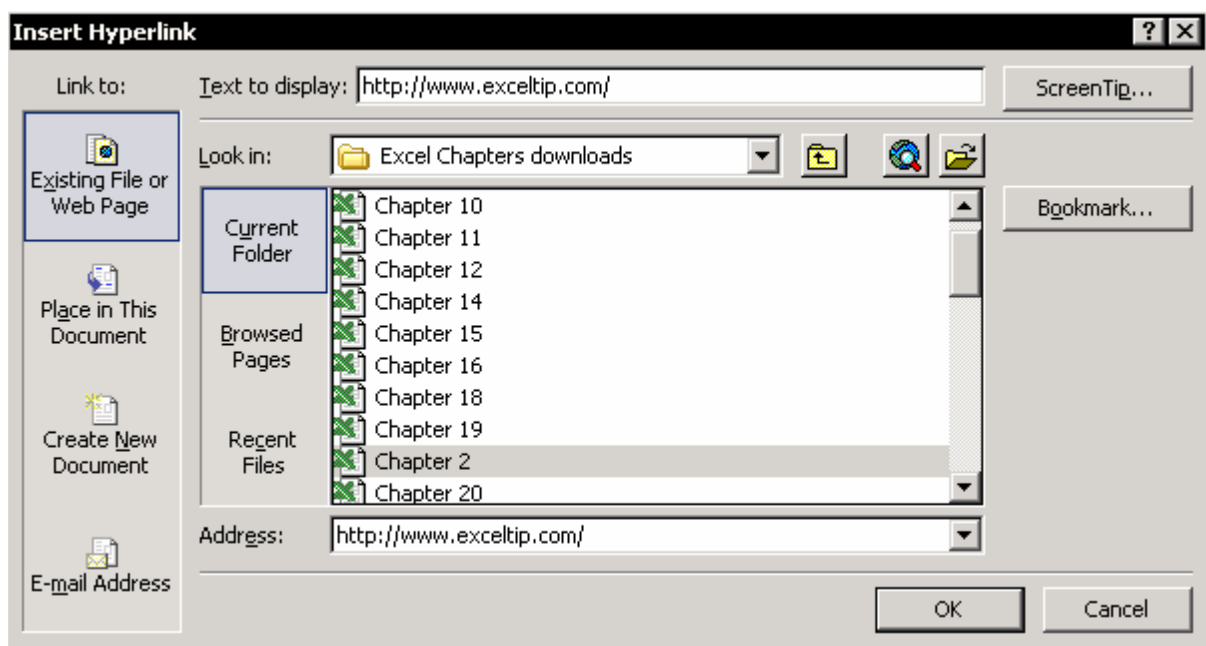 Insert Hyperlink
Link to:
Text to display: http://www.exceltip.com/
ScreenTip...
Existing File or
Web Page
Look in: Excel Chapters downloads
Bookmark...
Current
Folder
Chapter 10
Chapter 11
Chapter 12
Chapter 14
Chapter 15
Chapter 16
Chapter 18
Chapter 19
Chapter 2
Chapter 20
Place in This
Document
Browsed
Pages
Create New
Document
Recent
Files
Address: http://www.exceltip.com/
E-mail Address
OK
Cancel